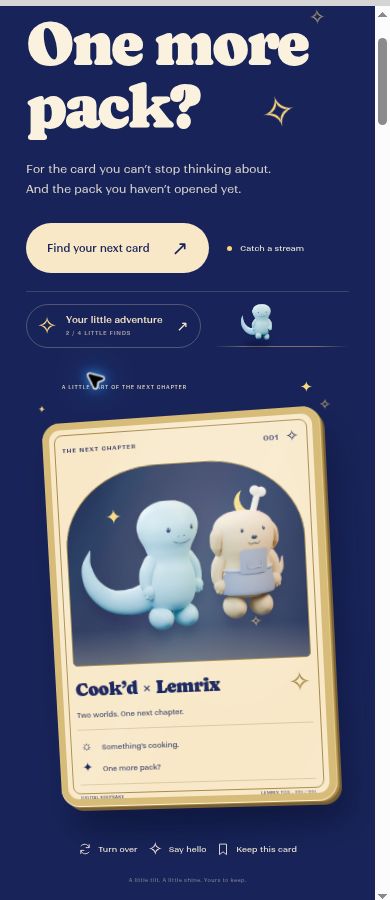 One more
pack?
For the card you can't stop thinking about.
And the pack you haven't opened yet.
Find your next card ↗
Catch a stream
Your little adventure ↗
2 / 4 LITTLE FINDS
A LITTLE OF THE NEXT CHAPTER
THE NEXT CHAPTER
001
Cook'd × Lemrix
Two worlds. One next chapter.
Something's cooking.
One more pack?
DIGITAL KEEPSAKE
Turn over
Say hello
Keep this card
A little tilt. A little shine. Yours to keep.